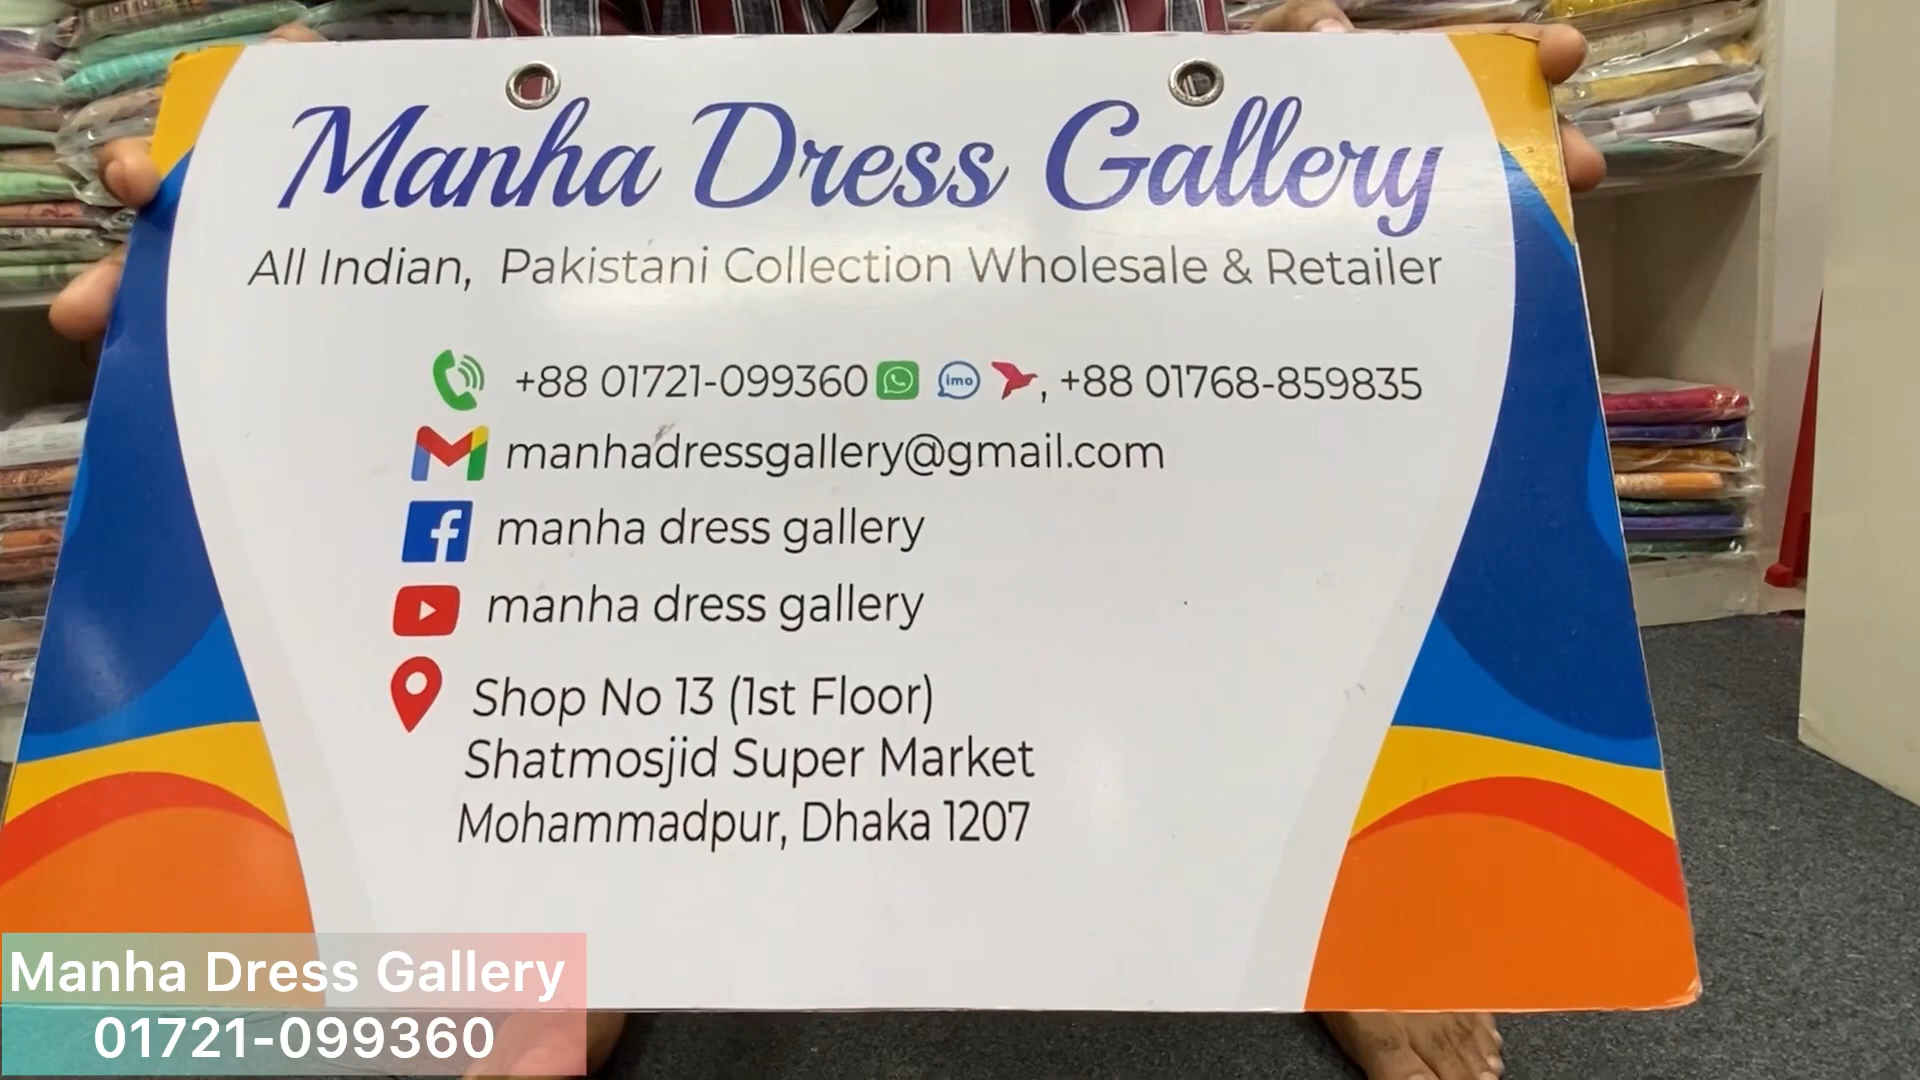 Manha Dress Gallery
All Indian, Pakistani Collection Wholesale & Retailer
+88 01721-099360 imo , +88 01768-859835
manhadressgallery@gmail.com
f manha dress gallery
manha dress gallery
Shop No 13 (1st Floor)
Shatmosjid Super Market
Mohammadpur, Dhaka 1207
Manha Dress Gallery
01721-099360